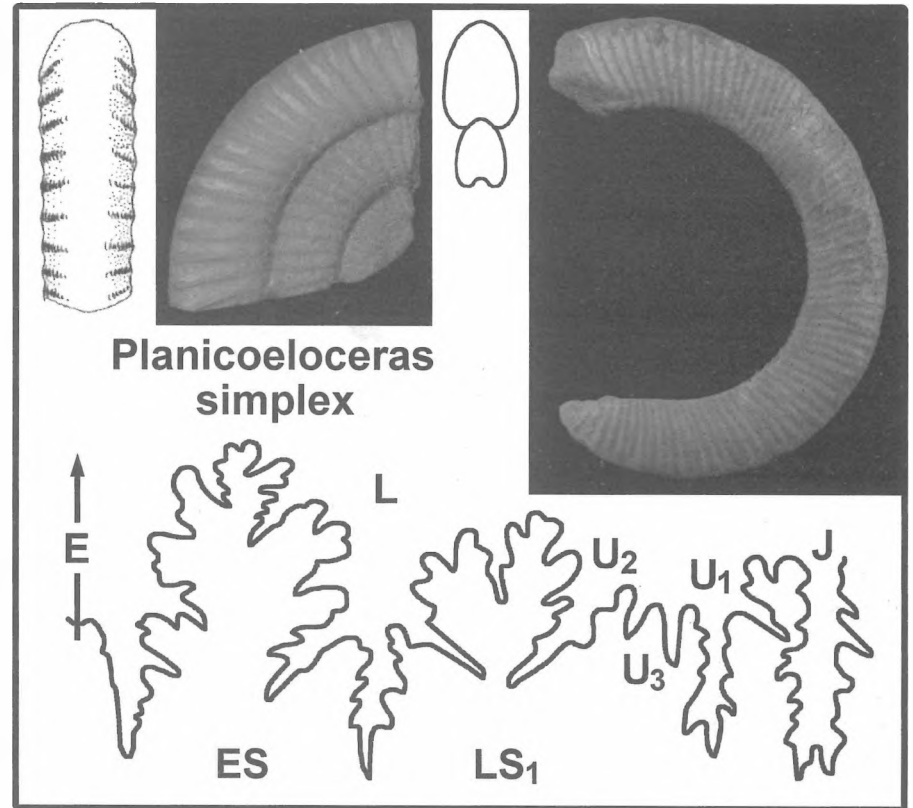 Planicoeloceras
simplex
L
E
U₂
U₁
J
U₃
ES
LS₁